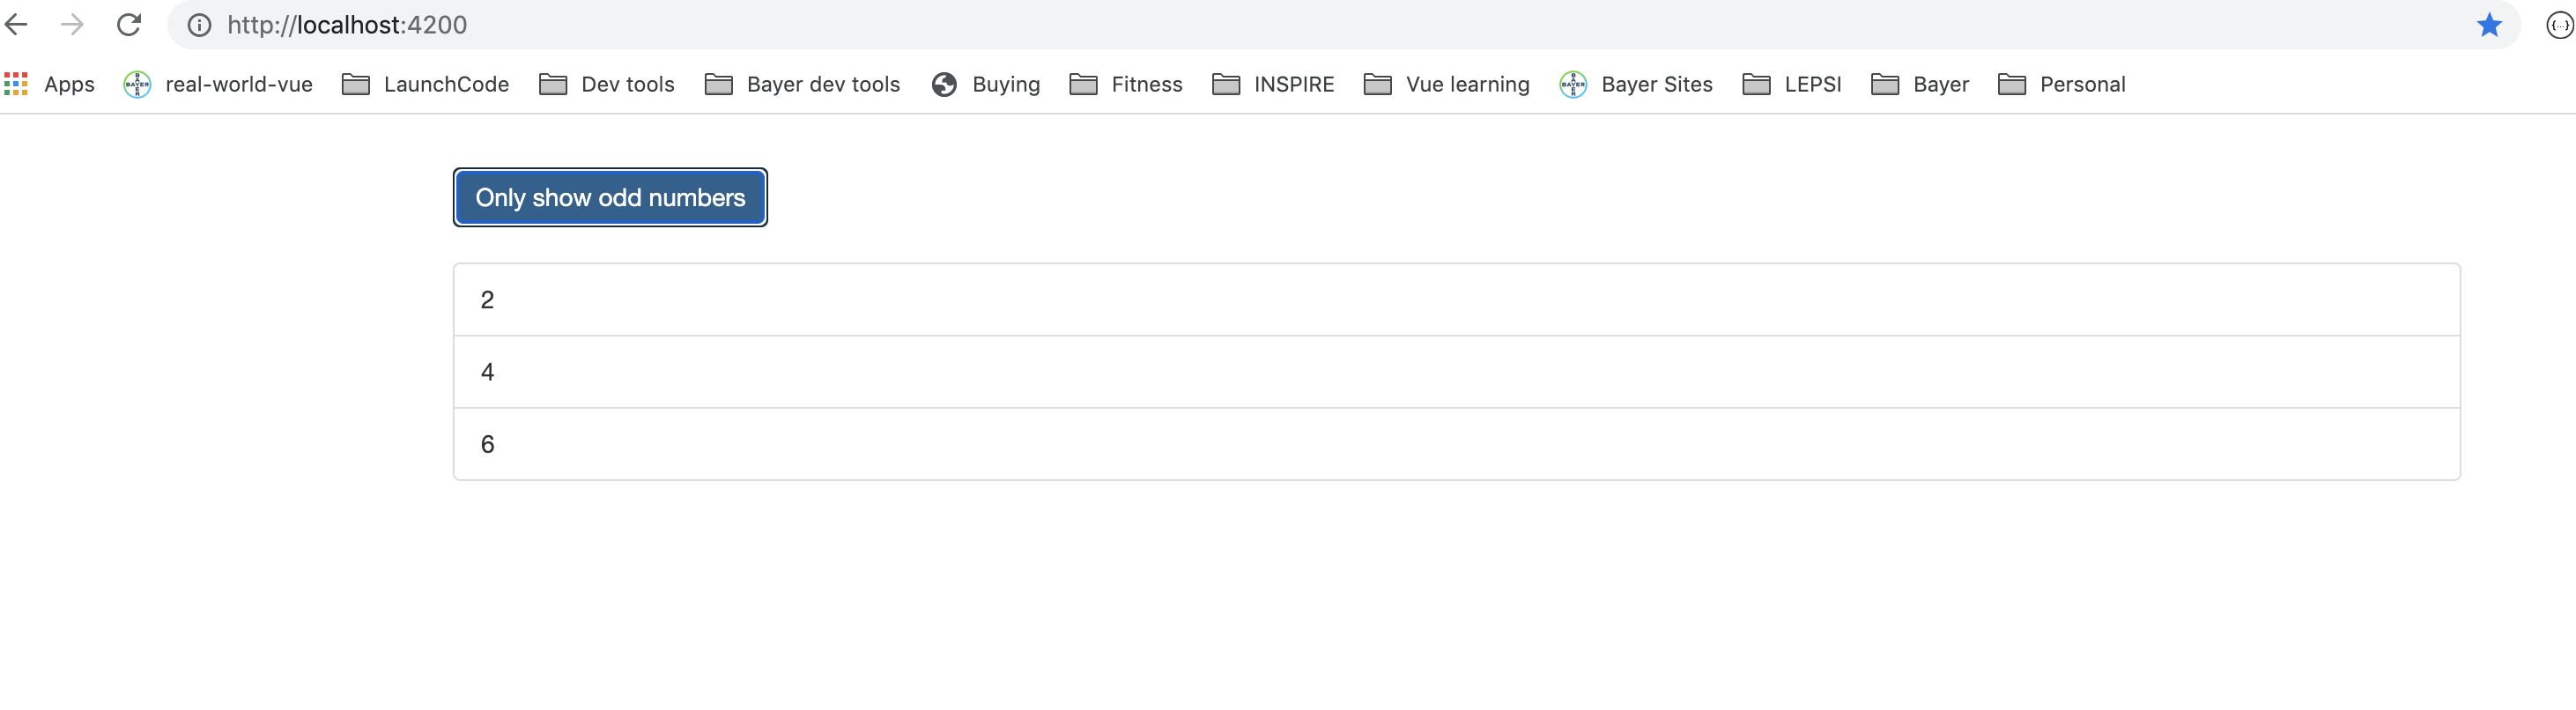 http://localhost:4200
Apps real-world-vue LaunchCode Dev tools Bayer dev tools Buying Fitness INSPIRE Vue learning Bayer Sites LEPSI Bayer Personal
Only show odd numbers
2
4
6